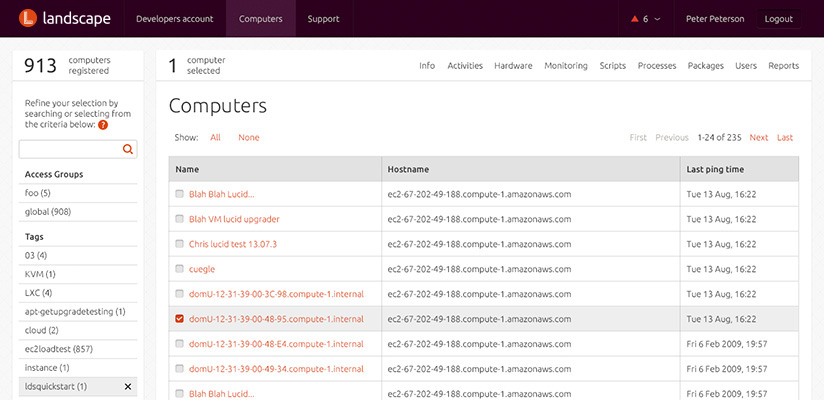 landscape Developers account Computers Support 6 Peter Peterson Logout
913 computers registered
1 computer selected
Info Activities Hardware Monitoring Scripts Processes Packages Users Reports
Refine your selection by
searching or selecting from
the criteria below: ?
Access Groups
foo (5)
global (908)
Tags
03 (4)
KVM (1)
LXC (4)
apt-getupgradetesting (1)
cloud (2)
ec2loadtest (857)
instance (1)
ldsquickstart (1)
Computers
Show: All None First Previous 1-24 of 235 Next Last
Name Hostname Last ping time
Blah Blah Lucid... ec2-67-202-49-188.compute-1.amazonaws.com Tue 13 Aug, 16:22
Blah VM lucid upgrader ec2-67-202-49-188.compute-1.amazonaws.com Tue 13 Aug, 16:22
Chris lucid test 13.07.3 ec2-67-202-49-188.compute-1.amazonaws.com Tue 13 Aug, 16:22
cuegle ec2-67-202-49-188.compute-1.amazonaws.com Tue 13 Aug, 16:22
domU-12-31-39-00-3C-98.compute-1.internal ec2-67-202-49-188.compute-1.amazonaws.com Tue 13 Aug, 16:22
domU-12-31-39-00-48-95.compute-1.internal ec2-67-202-49-188.compute-1.amazonaws.com Tue 13 Aug, 16:22
domU-12-31-39-00-48-E4.compute-1.internal ec2-67-202-49-188.compute-1.amazonaws.com Fri 6 Feb 2009, 19:57
domU-12-31-39-00-49-34.compute-1.internal ec2-67-202-49-188.compute-1.amazonaws.com Fri 6 Feb 2009, 19:57
Blah Blah Lucid... ec2-67-202-49-188.compute-1.amazonaws.com Fri 6 Feb 2009, 19:57